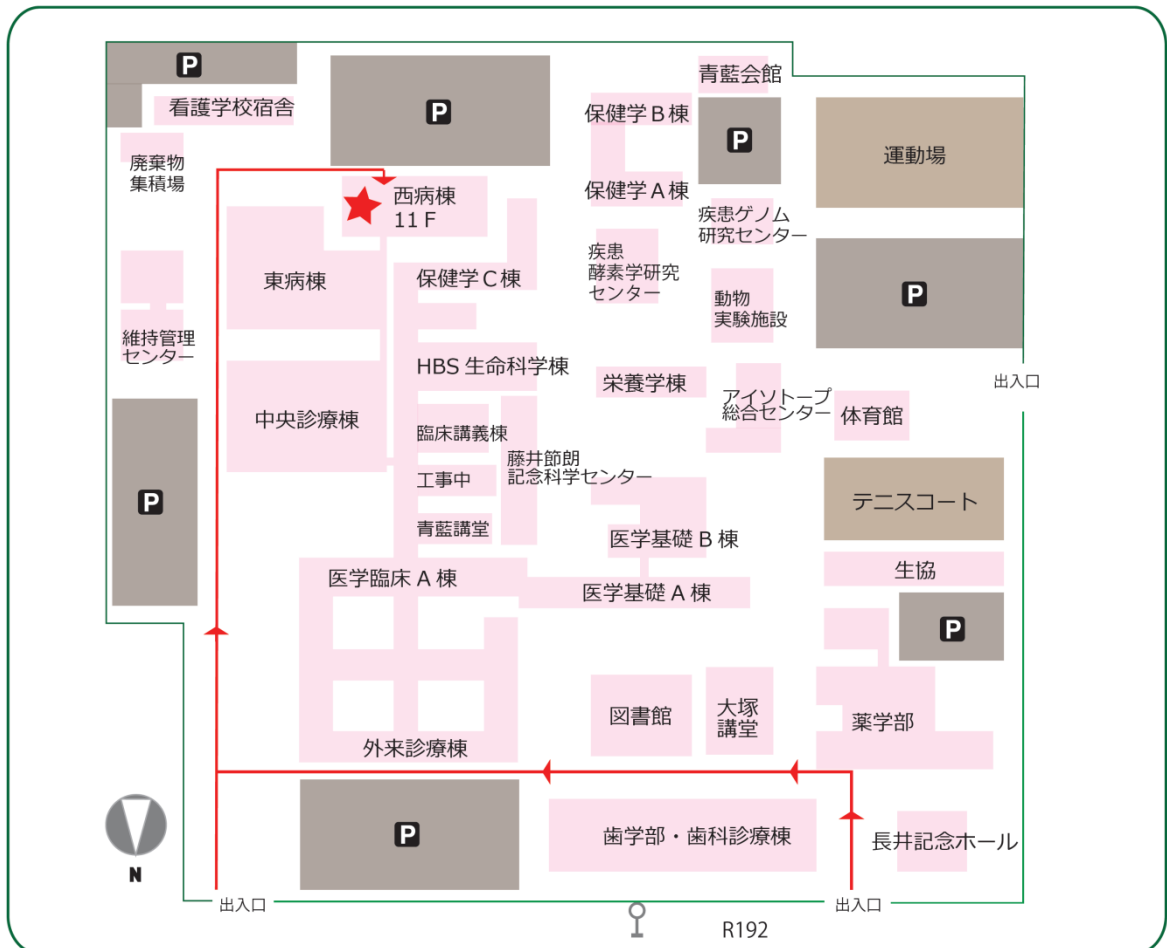 P
青藍会館
看護学校宿舎
P
保健学B棟
P
運動場
廃棄物
集積場
西病棟
11F
保健学A棟
疾患ゲノム
研究センター
疾患
酵素学研究
センター
東病棟
保健学C棟
P
動物
実験施設
維持管理
センター
HBS 生命科学棟
栄養学棟
出入口
アイソトープ
総合センター
体育館
中央診療棟
臨床講義棟
藤井節朗
記念科学センター
工事中
P
テニスコート
青藍講堂
医学基礎 B 棟
医学臨床 A 棟
医学基礎 A 棟
生協
P
図書館
大塚
講堂
薬学部
外来診療棟
P
歯学部・歯科診療棟
長井記念ホール
N
出入口
出入口
R192